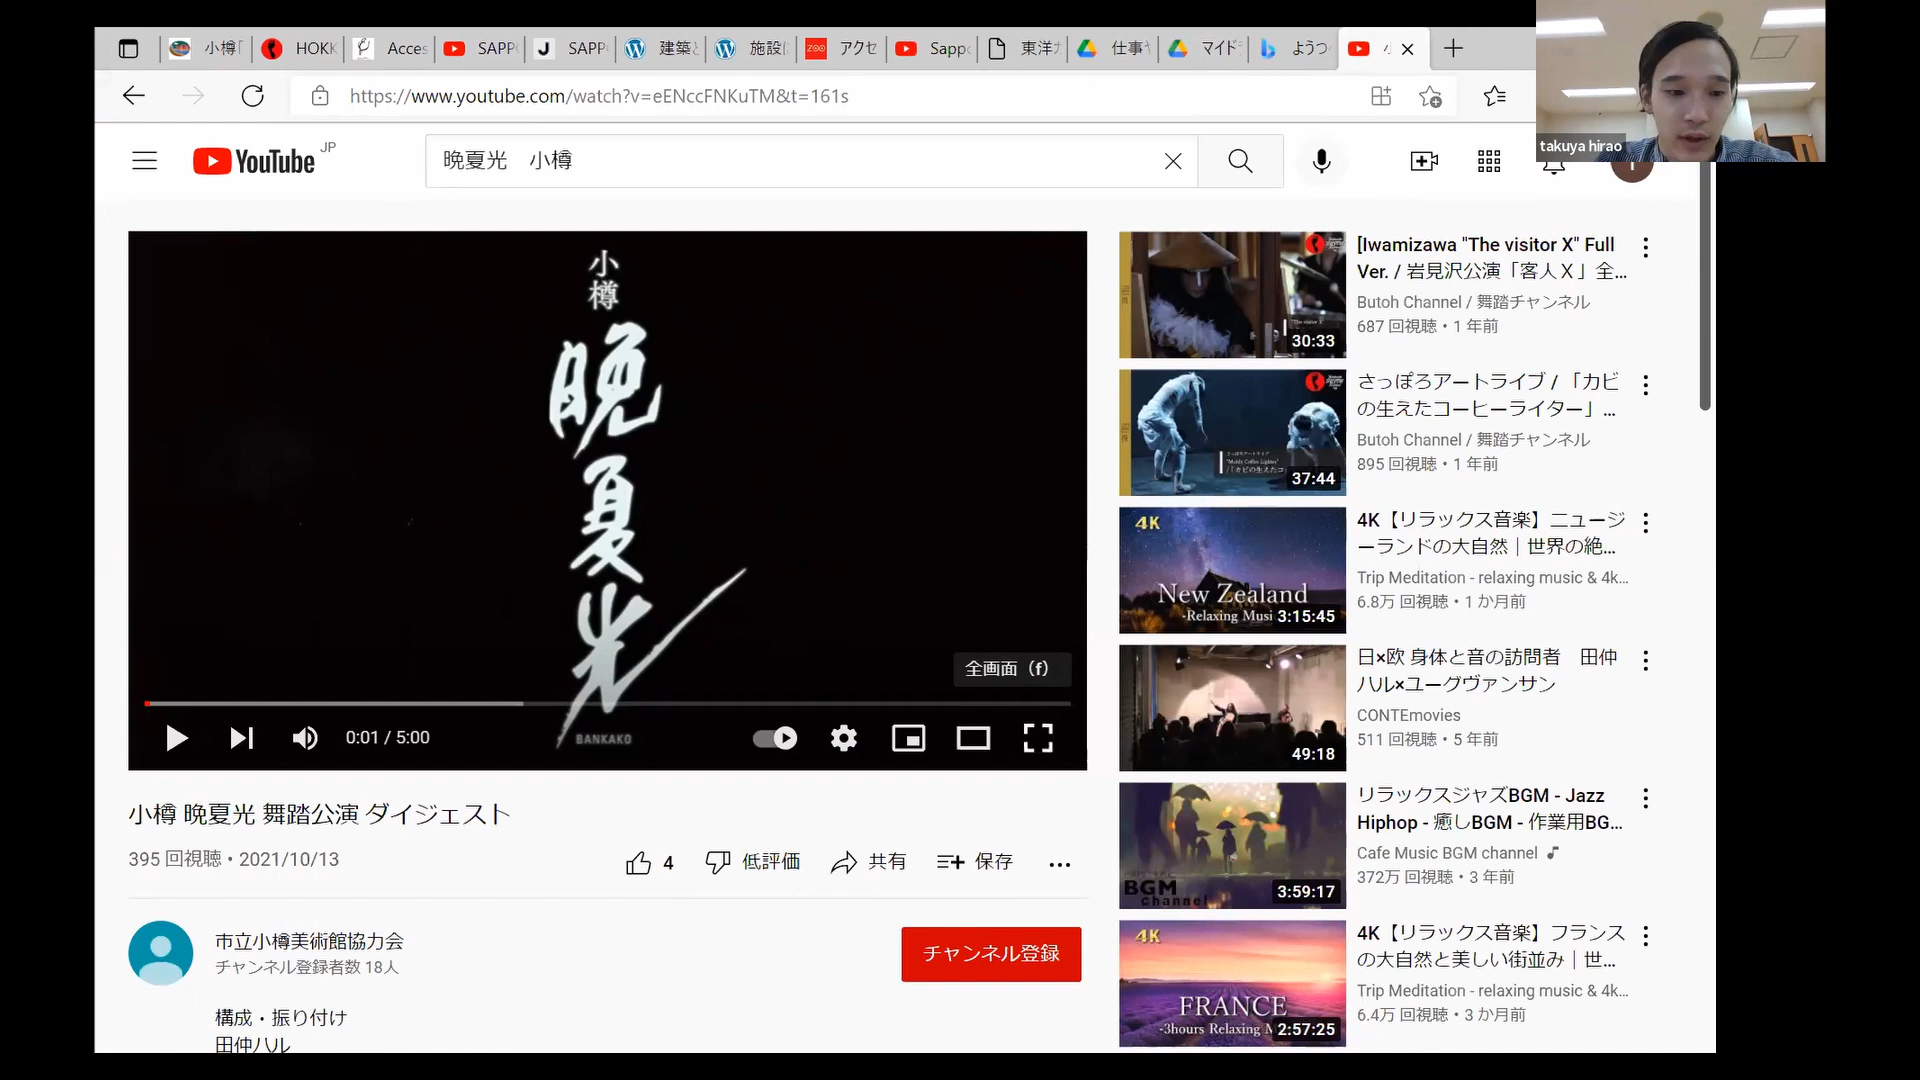 小樽「
HOKK
Acces
SAPP
SAPP
建築と
施設
アクセ
Sappo
東洋
仕事
マイド
ようつ
https://www.youtube.com/watch?v=eENccFNKuTM&t=161s
takuya hirao
YouTube JP
晩夏光 小樽
小樽
晩夏光
BANKAKO
全画面 (f)
0:01 / 5:00
小樽 晩夏光 舞踏公演 ダイジェスト
395 回視聴・2021/10/13
4
低評価
共有
保存
市立小樽美術館協力会
チャンネル登録者数 18人
チャンネル登録
構成・振り付け
田仲ハル
30:33
[Iwamizawa "The visitor X" Full
Ver. / 岩見沢公演「客人Ｘ」全...
Butoh Channel / 舞踏チャンネル
687 回視聴・1 年前
さっぽろアートライブ
37:44
さっぽろアートライブ / 「カビ
の生えたコーヒーライター」...
Butoh Channel / 舞踏チャンネル
895 回視聴・1 年前
4K
New Zealand
-Relaxing Musi
3:15:45
4K【リラックス音楽】ニュージ
ーランドの大自然｜世界の絶...
Trip Meditation - relaxing music & 4k...
6.8万 回視聴・1 か月前
49:18
日×欧 身体と音の訪問者 田仲
ハル×ユーグヴァンサン
CONTEmovies
511 回視聴・5 年前
BGM
channel
3:59:17
リラックスジャズBGM - Jazz
Hiphop - 癒しBGM - 作業用BG...
Cafe Music BGM channel
372万 回視聴・3 年前
4K
FRANCE
-3hours Relaxing M
2:57:25
4K【リラックス音楽】フランス
の大自然と美しい街並み｜世...
Trip Meditation - relaxing music & 4k...
6.4万 回視聴・3 か月前